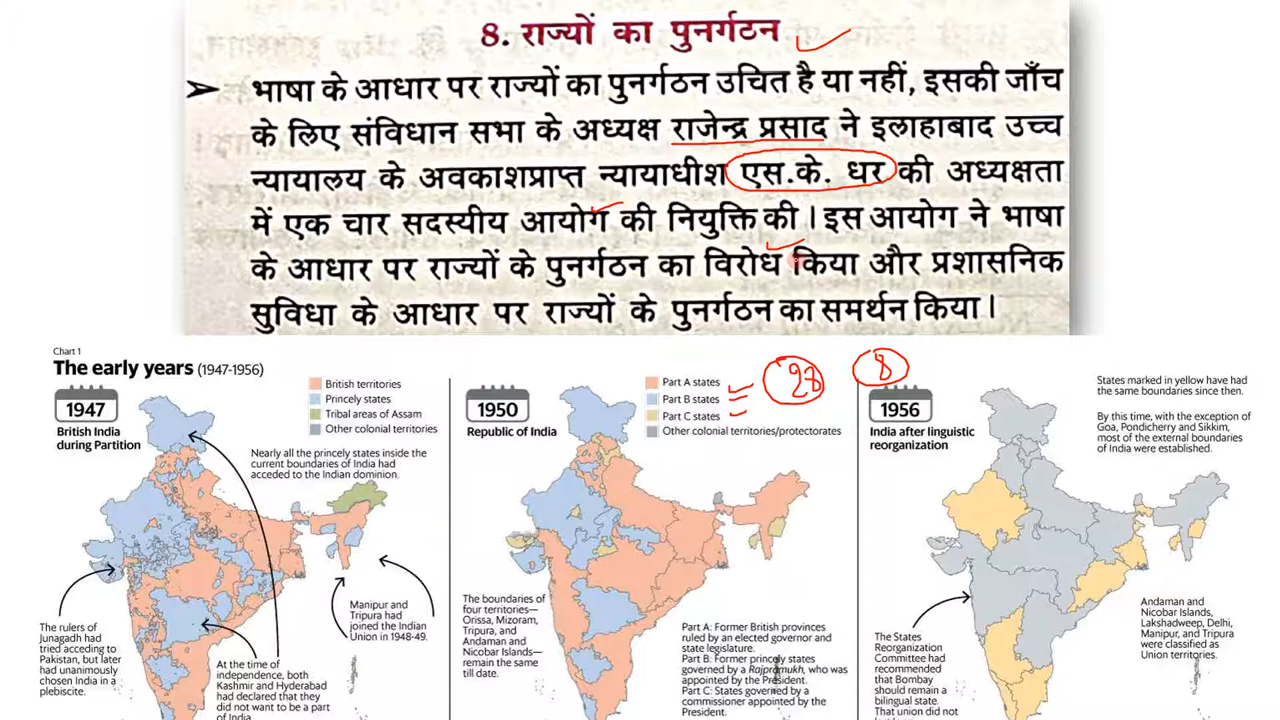 8. राज्यों का पुनर्गठन
➤ भाषा के आधार पर राज्यों का पुनर्गठन उचित है या नहीं, इसकी जाँच
के लिए संविधान सभा के अध्यक्ष राजेन्द्र प्रसाद ने इलाहाबाद उच्च
न्यायालय के अवकाशप्राप्त न्यायाधीश एस.के. धर की अध्यक्षता
में एक चार सदस्यीय आयोग की नियुक्ति की। इस आयोग ने भाषा
के आधार पर राज्यों के पुनर्गठन का विरोध किया और प्रशासनिक
सुविधा के आधार पर राज्यों के पुनर्गठन का समर्थन किया।
Chart 1
The early years (1947-1956)
1947
British India
during Partition
British territories
Princely states
Tribal areas of Assam
Other colonial territories
Nearly all the princely states inside the
current boundaries of India had
acceded to the Indian dominion.
The rulers of
Junagadh had
tried acceding to
Pakistan, but later
had unanimously
chosen India in a
plebiscite.
At the time of
independence, both
Kashmir and Hyderabad
had declared that they
did not want to be a part
of India.
Manipur and
Tripura had
joined the Indian
Union in 1948-49.
1950
Republic of India
Part A states
Part B states
Part C states
Other colonial territories/protectorates
28
The boundaries of
four territories—
Orissa, Mizoram,
Tripura, and
Andaman and
Nicobar Islands—
remain the same
till date.
Part A: Former British provinces
ruled by an elected governor and
state legislature.
Part B: Former princely states
governed by a Rajpramukh, who was
appointed by the President.
Part C: States governed by a
commissioner appointed by the
President.
8
1956
India after linguistic
reorganization
States marked in yellow have had
the same boundaries since then.
By this time, with the exception of
Goa, Pondicherry and Sikkim,
most of the external boundaries
of India were established.
The States
Reorganization
Committee had
recommended
that Bombay
should remain a
bilingual state.
That union did not
Andaman and
Nicobar Islands,
Lakshadweep, Delhi,
Manipur, and Tripura
were classified as
Union territories.